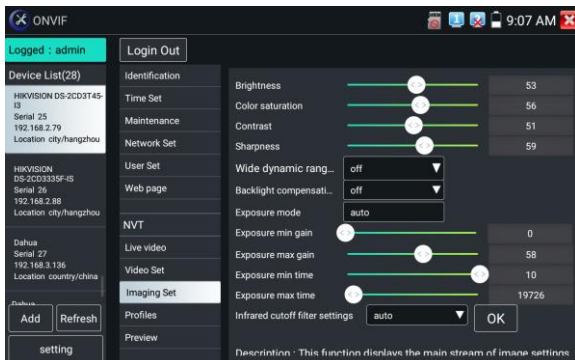 ONVIF
9:07 AM
Logged : admin
Login Out
Device List(28)
HIKVISION DS-2CD3T45-
I3
Serial 25
192.168.2.79
Location city/hangzhou
HIKVISION
DS-2CD3335F-IS
Serial 26
192.168.2.88
Location city/hangzhou
Dahua
Serial 27
192.168.3.136
Location country/china
Add
Refresh
setting
Identification
Time Set
Maintenance
Network Set
User Set
Web page
NVT
Live video
Video Set
Imaging Set
Profiles
Preview
Brightness 53
Color saturation 56
Contrast 51
Sharpness 59
Wide dynamic rang... off
Backlight compensati... off
Exposure mode auto
Exposure min gain 0
Exposure max gain 58
Exposure min time 10
Exposure max time 19726
Infrared cutoff filter settings auto OK
Description : This function displays the main stream of image settings